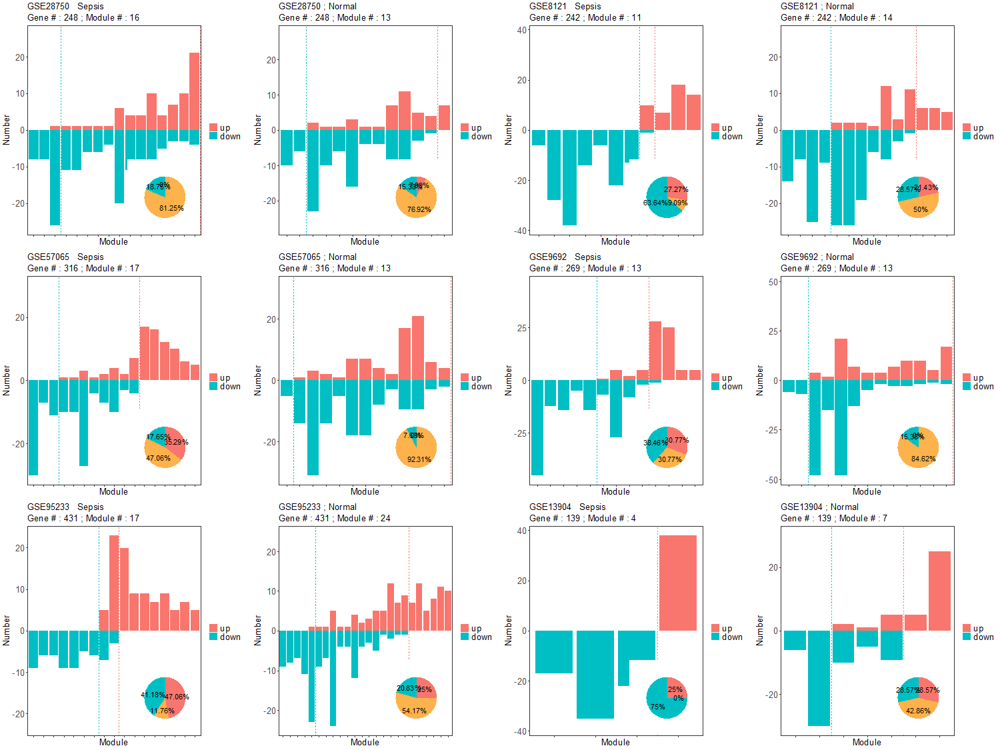 GSE28750   Sepsis
Gene # : 248 ; Module # : 16
20
10
0
-10
-20
Number
Module
up
down
18.75%
0%
81.25%
GSE28750 ; Normal
Gene # : 248 ; Module # : 13
20
10
0
-10
-20
Number
Module
up
down
15.38%
76.92%
GSE8121   Sepsis
Gene # : 242 ; Module # : 11
40
20
0
-20
-40
Number
Module
up
down
27.27%
63.64%
9.09%
GSE8121 ; Normal
Gene # : 242 ; Module # : 14
20
10
0
-10
-20
Number
Module
up
down
28.57%
21.43%
50%
GSE57065   Sepsis
Gene # : 316 ; Module # : 17
20
0
-20
Number
Module
up
down
17.65%
35.29%
47.06%
GSE57065 ; Normal
Gene # : 316 ; Module # : 13
20
0
-20
Number
Module
up
down
7.69%
0%
92.31%
GSE9692   Sepsis
Gene # : 269 ; Module # : 13
25
0
-25
Number
Module
up
down
38.46%
30.77%
30.77%
GSE9692 ; Normal
Gene # : 269 ; Module # : 13
50
25
0
-25
-50
Number
Module
up
down
15.38%
0%
84.62%
GSE95233   Sepsis
Gene # : 431 ; Module # : 17
20
10
0
-10
-20
Number
Module
up
down
41.18%
47.06%
11.76%
GSE95233 ; Normal
Gene # : 431 ; Module # : 24
20
10
0
-10
-20
Number
Module
up
down
20.83%
25%
54.17%
GSE13904   Sepsis
Gene # : 139 ; Module # : 4
40
20
0
-20
-40
Number
Module
up
down
25%
0%
75%
GSE13904 ; Normal
Gene # : 139 ; Module # : 7
20
0
-20
Number
Module
up
down
28.57%
28.57%
42.86%